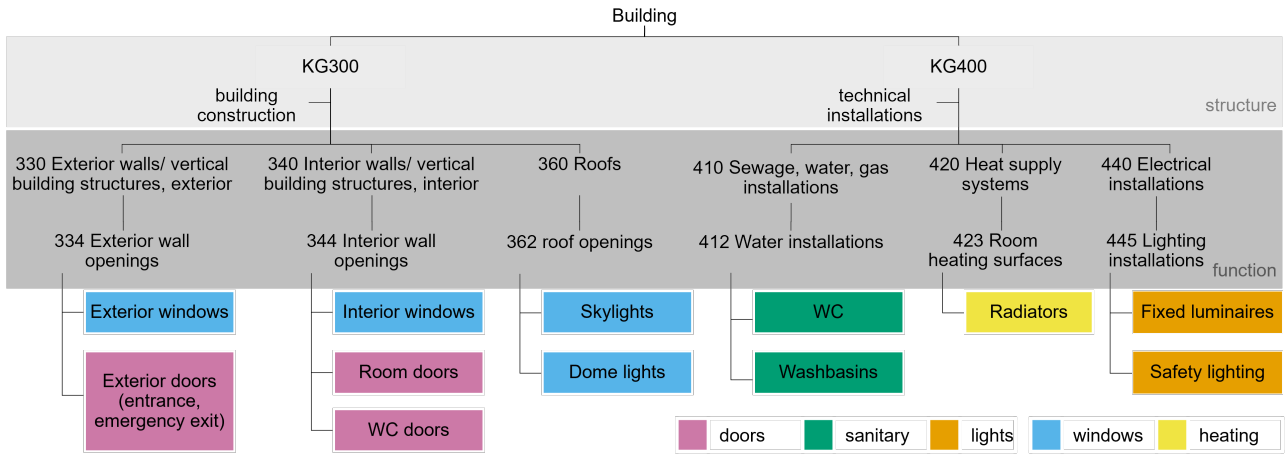 Building
KG300
KG400
building
construction
technical
installations
structure
330 Exterior walls/ vertical
building structures, exterior
340 Interior walls/ vertical
building structures, interior
360 Roofs
410 Sewage, water, gas
installations
420 Heat supply
systems
440 Electrical
installations
334 Exterior wall
openings
344 Interior wall
openings
362 roof openings
412 Water installations
423 Room
heating surfaces
445 Lighting
installations
function
Exterior windows
Interior windows
Skylights
WC
Radiators
Fixed luminaires
Exterior doors
(entrance,
emergency exit)
Room doors
Dome lights
Washbasins
Safety lighting
WC doors
doors
sanitary
lights
windows
heating